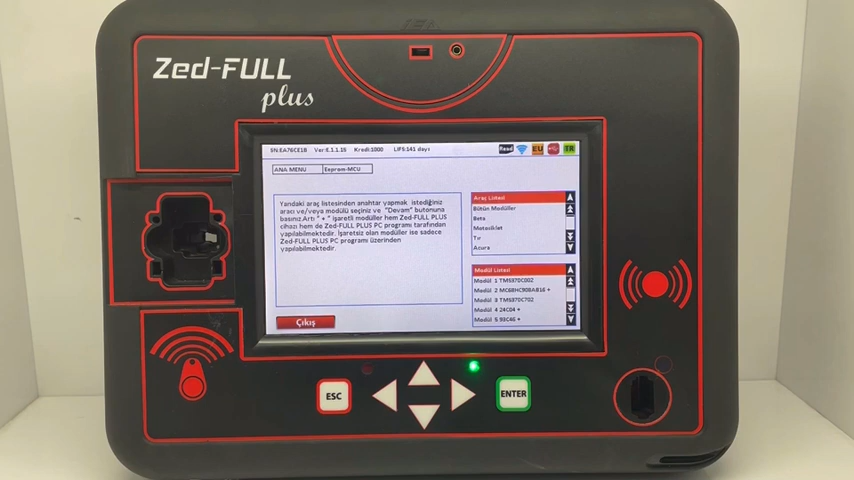 Zed-FULL
plus
SN:EA76CE1B Ver:E.1.1.15 Kredi:1000 LIFS:141 dayı
Read EU TR
ANA MENU Eeprom-MCU
Yandaki araç listesinden anahtar yapmak istediğiniz
aracı ve/veya modülü seçiniz ve "Devam" butonuna
basınız.Artı " + " işaretli modüller hem Zed-FULL PLUS
cihazı hem de Zed-FULL PLUS PC programı tarafından
yapılabilmektedir. İşaretsiz olan modüller ise sadece
Zed-FULL PLUS PC programı üzerinden
yapılabilmektedir.
Araç Listesi
Bütün Modüller
Beta
Motosiklet
Tır
Acura
Modül Listesi
Modül 1 TMS370C002
Modül 2 MC68HC908AB16 +
Modül 3 TMS370C702
Modül 4 24C04 +
Modül 5 93C46 +
Çıkış
ESC
ENTER